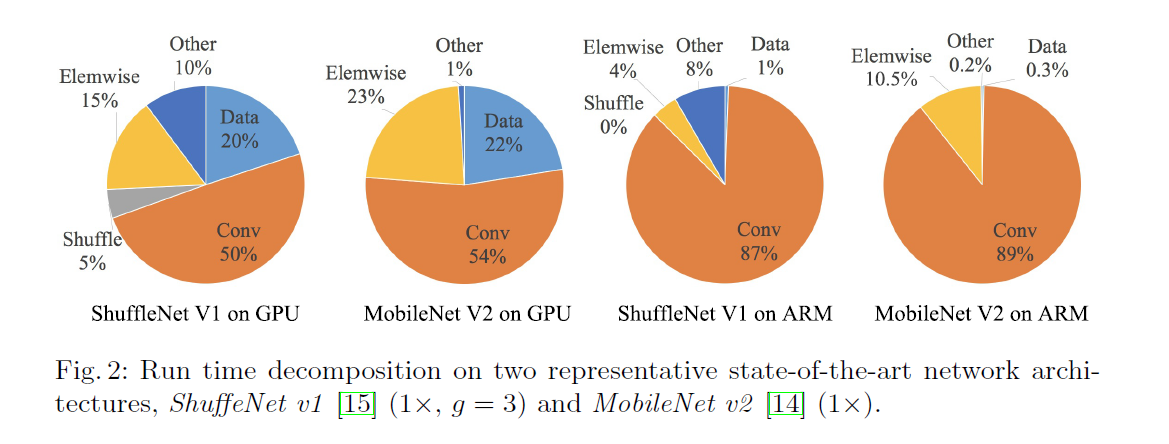 Other
10%
Elemwise
15%
Data
20%
Conv
50%
Shuffle
5%
ShuffleNet V1 on GPU
Other
1%
Elemwise
23%
Data
22%
Conv
54%
MobileNet V2 on GPU
Elemwise
4%
Other
8%
Data
1%
Shuffle
0%
Conv
87%
ShuffleNet V1 on ARM
Elemwise
10.5%
Other
0.2%
Data
0.3%
Conv
89%
MobileNet V2 on ARM
Fig. 2: Run time decomposition on two representative state-of-the-art network archi-
tectures, ShuffeNet v1 [15] (1×, g = 3) and MobileNet v2 [14] (1×).